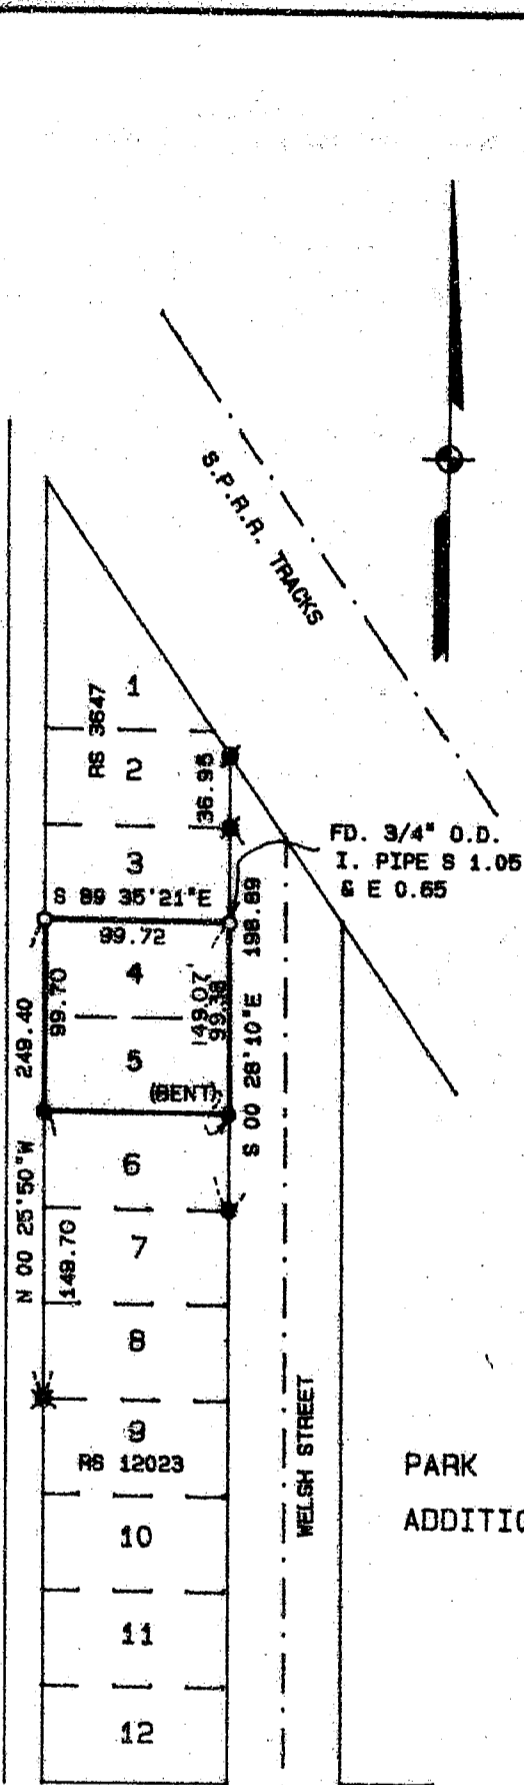 S.P.R.R. TRACKS
1
RS 3647
2
36.95
3
FD. 3/4" O.D.
I. PIPE S 1.05
& E 0.65
S 89 35'21"E
99.72
198.89
4
249.40
99.70
149.07'
99.38
5
(BENT)
S 00 28'10"E
6
N 00 25'50"W
149.70
7
8
9
RS 12023
WELSH STREET
PARK
ADDITIO
10
11
12